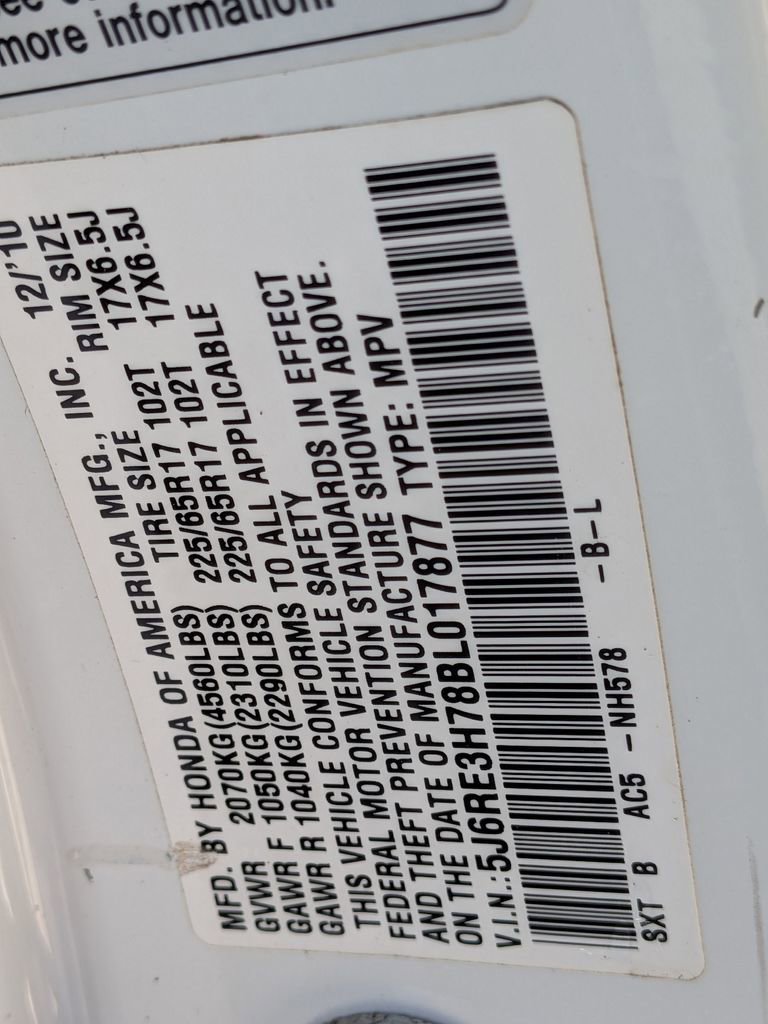 more information.
MFD. BY HONDA OF AMERICA MFG., INC. 12/'10
GVWR 2070KG(4560LBS) TIRE SIZE RIM SIZE
GAWR F 1050KG(2310LBS) 225/65R17 102T 17X6.5J
GAWR R 1040KG(2290LBS) 225/65R17 102T 17X6.5J
THIS VEHICLE CONFORMS TO ALL APPLICABLE
FEDERAL MOTOR VEHICLE SAFETY
AND THEFT PREVENTION STANDARDS IN EFFECT
ON THE DATE OF MANUFACTURE SHOWN ABOVE.
V.I.N.:5J6RE3H78BL017877 TYPE: MPV
SXT B AC5 -NH578 -B-L